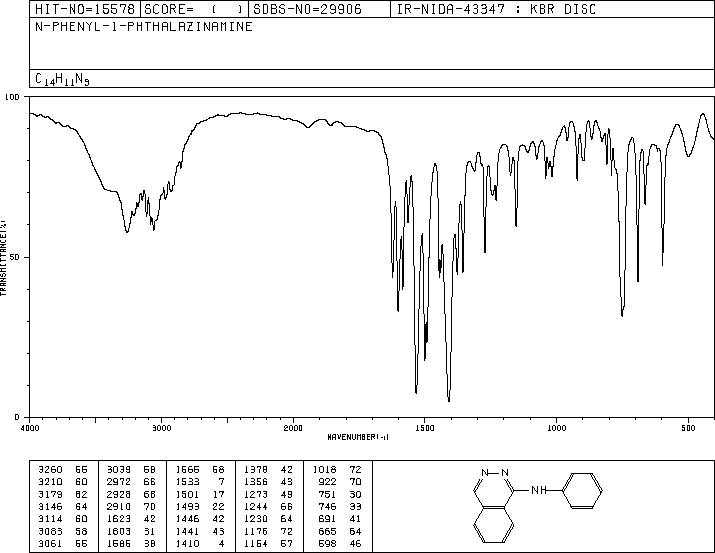 HIT-NO=15578 SCORE= ( ) SDBS-NO=29906 IR-NIDA-43347 : KBR DISC
N-PHENYL-1-PHTHALAZINAMINE
C14H11N3
100
50
0
TRANSMITTANCE(%)
4000 3000 2000 1500 1000 500
WAVENUMBER(-1)
3260 55 3039 58 1566 58 1378 42 1018 72
3210 60 2972 66 1533 7 1356 43 922 70
3179 62 2928 66 1501 17 1273 49 751 30
3146 64 2910 70 1493 22 1244 66 746 33
3114 60 1623 42 1446 42 1230 64 691 41
3083 58 1603 31 1441 43 1176 72 665 64
3061 55 1586 38 1410 4 1154 57 598 46
N N
NH